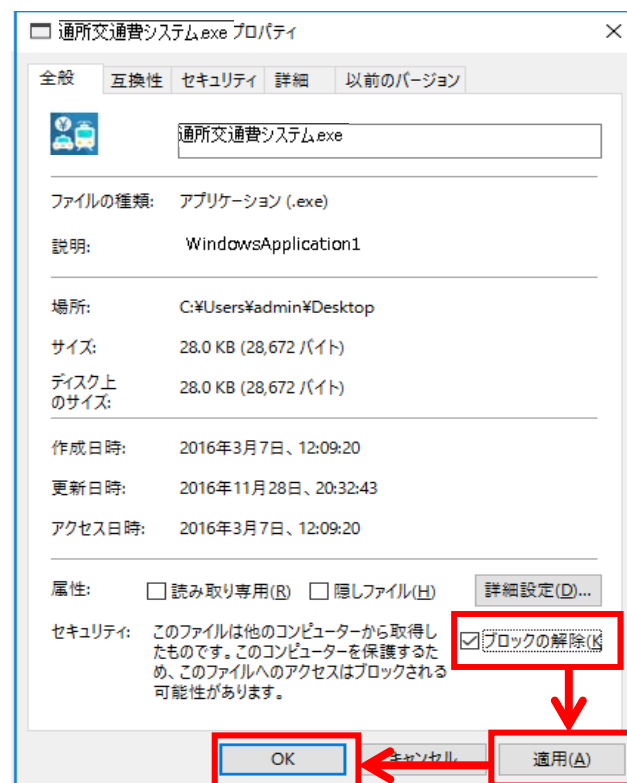 通所交通費システム.exe プロパティ
全般 互換性 セキュリティ 詳細 以前のバージョン
通所交通費システム.exe
ファイルの種類: アプリケーション (.exe)
説明: WindowsApplication1
場所: C:¥Users¥admin¥Desktop
サイズ: 28.0 KB (28,672 バイト)
ディスク上
のサイズ: 28.0 KB (28,672 バイト)
作成日時: 2016年3月7日、12:09:20
更新日時: 2016年11月28日、20:32:43
アクセス日時: 2016年3月7日、12:09:20
属性: 読み取り専用(R) 隠しファイル(H) 詳細設定(D)...
セキュリティ: このファイルは他のコンピューターから取得し
たものです。このコンピューターを保護するた
め、このファイルへのアクセスはブロックされる
可能性があります。
ブロックの解除(K
OK キャンセル 適用(A)